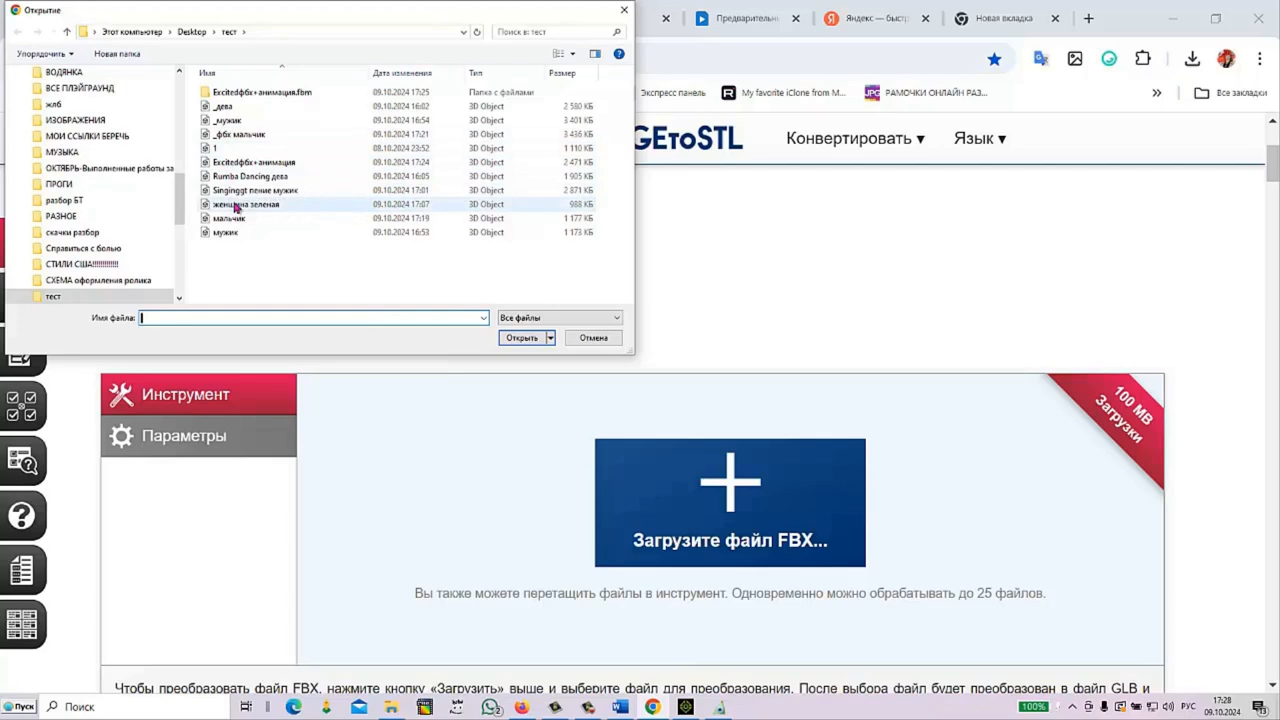 Открытие
Этот компьютер › Desktop › тест ›
Поиск в: тест
Упорядочить
Новая папка
ВОДЯНКА
ВСЕ ПЛЭЙГРАУНД
жлб
ИЗОБРАЖЕНИЯ
МОИ ССЫЛКИ БЕРЕЧЬ
МУЗЫКА
ОКТЯБРЬ-Выполненные работы за
ПРОГИ
разбор БТ
РАЗНОЕ
скачки разбор
Справиться с болью
СТИЛИ США!!!!!!!!!!!!!
СХЕМА оформления ролика
тест
Имя Дата изменения Тип Размер
Excitedфбх+анимация.fbm 09.10.2024 17:25 Папка с файлами
_дева 09.10.2024 16:02 3D Object 2 580 КБ
_мужик 09.10.2024 16:54 3D Object 3 401 КБ
_фбх мальчик 09.10.2024 17:21 3D Object 3 436 КБ
1 08.10.2024 23:52 3D Object 1 110 КБ
Excitedфбх+анимация 09.10.2024 17:24 3D Object 2 471 КБ
Rumba Dancing дева 09.10.2024 16:05 3D Object 1 905 КБ
Singinggt пение мужик 09.10.2024 17:01 3D Object 2 871 КБ
женщина зеленая 09.10.2024 17:07 3D Object 988 КБ
мальчик 09.10.2024 17:19 3D Object 1 177 КБ
мужик 09.10.2024 16:53 3D Object 1 173 КБ
Имя файла:
Все файлы
Открыть
Отмена
Предварительн
Яндекс — быстр
Новая вкладка
Экспресс панель
My favorite iClone from M...
JPG
РАМОЧКИ ОНЛАЙН РАЗ...
»
Все закладки
GEtoSTL
Конвертировать ▾
Язык ▾
Инструмент
Параметры
100 MB
Загрузки
Загрузите файл FBX...
Вы также можете перетащить файлы в инструмент. Одновременно можно обрабатывать до 25 файлов.
Чтобы преобразовать файл FBX, нажмите кнопку «Загрузить» выше и выберите файл для преобразования. После выбора файл будет преобразован в файл GLB и
Пуск
Поиск
100%
РУС
17:28
09.10.2024